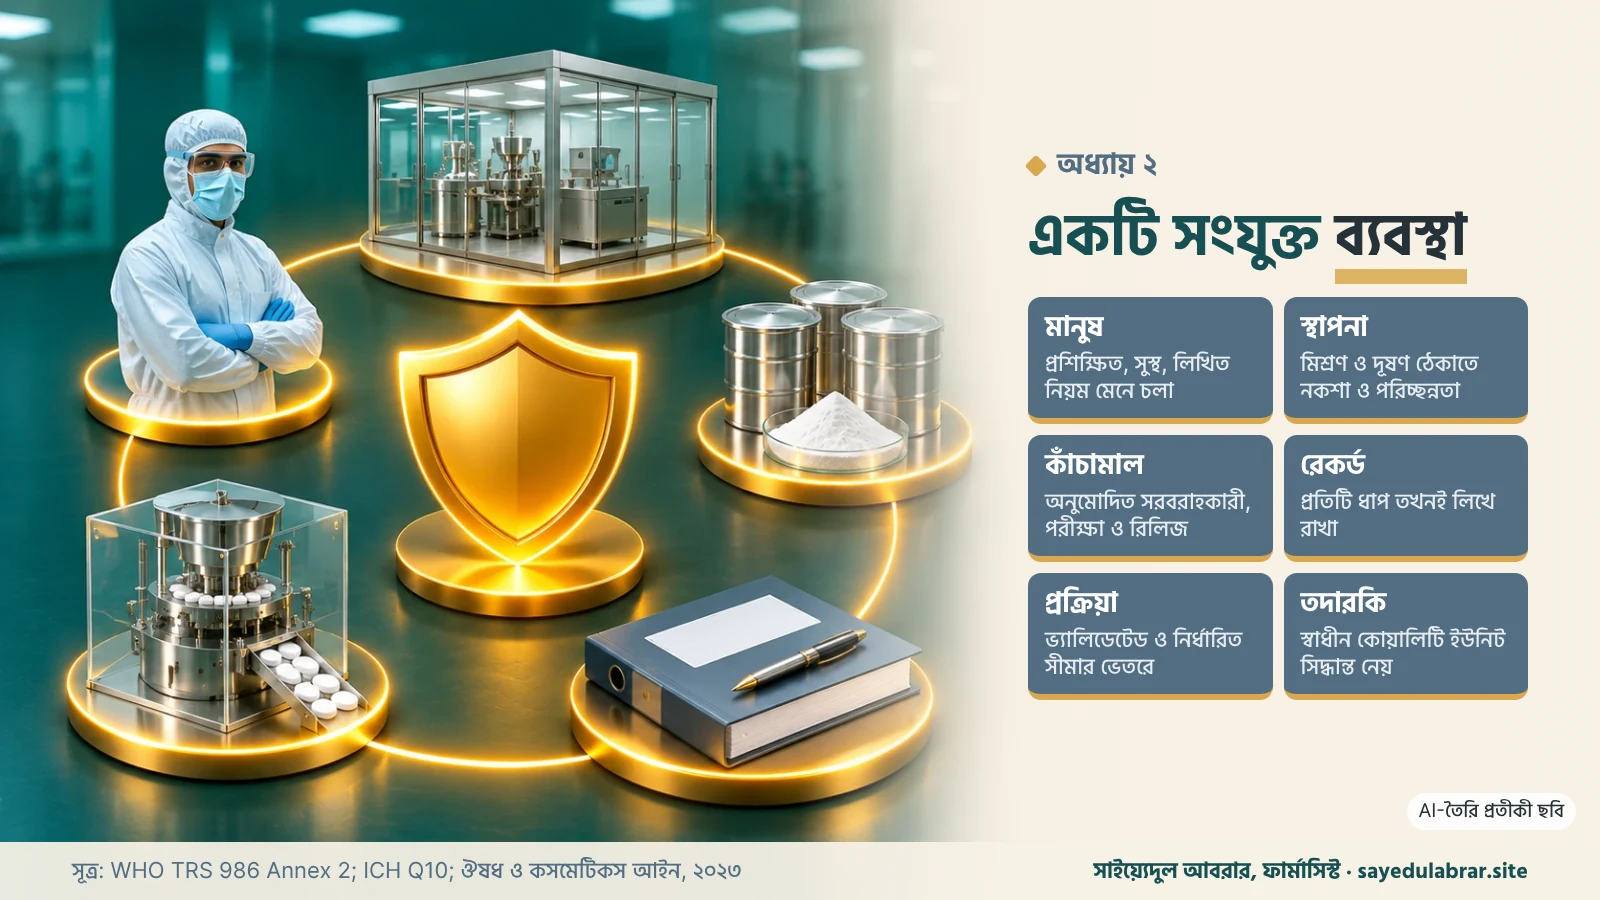 অধ্যায় ২
একটি সংযুক্ত ব্যবস্থা
মানুষ
প্রশিক্ষিত, সুস্থ, লিখিত
নিয়ম মেনে চলা
স্থাপনা
মিশ্রণ ও দূষণ ঠেকাতে
নকশা ও পরিচ্ছন্নতা
কাঁচামাল
অনুমোদিত সরবরাহকারী,
পরীক্ষা ও রিলিজ
রেকর্ড
প্রতিটি ধাপ তখনই লিখে
রাখা
প্রক্রিয়া
ভ্যালিডেটেড ও নির্ধারিত
সীমার ভেতরে
তদারকি
স্বাধীন কোয়ালিটি ইউনিট
সিদ্ধান্ত নেয়
AI-তৈরি প্রতীকী ছবি
সূত্র: WHO TRS 986 Annex 2; ICH Q10; ঔষধ ও কসমেটিকস আইন, ২০২৩
সাইয়্যেদুল আবরার, ফার্মাসিস্ট · sayedulabrar.site